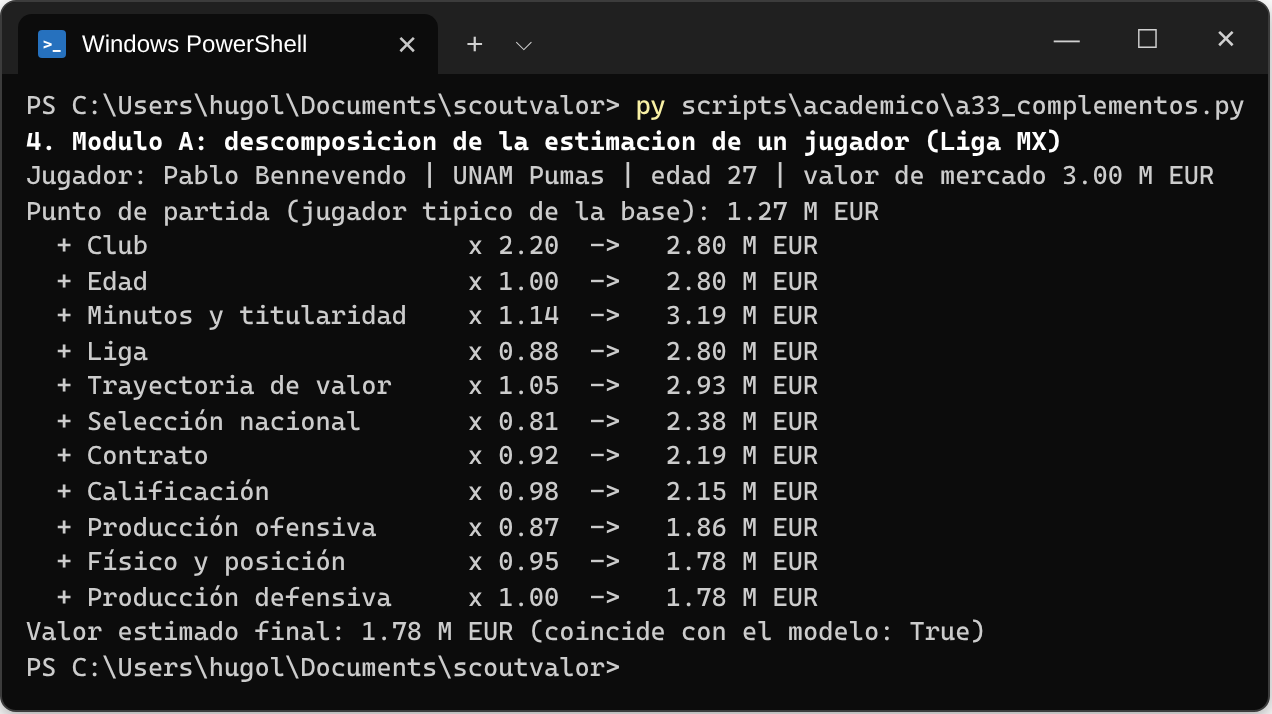 Windows PowerShell
PS C:\Users\hugol\Documents\scoutvalor> py scripts\academico\a33_complementos.py
4. Modulo A: descomposicion de la estimacion de un jugador (Liga MX)
Jugador: Pablo Bennevendo | UNAM Pumas | edad 27 | valor de mercado 3.00 M EUR
Punto de partida (jugador tipico de la base): 1.27 M EUR
  + Club                     x 2.20  ->   2.80 M EUR
  + Edad                     x 1.00  ->   2.80 M EUR
  + Minutos y titularidad    x 1.14  ->   3.19 M EUR
  + Liga                     x 0.88  ->   2.80 M EUR
  + Trayectoria de valor     x 1.05  ->   2.93 M EUR
  + Selección nacional       x 0.81  ->   2.38 M EUR
  + Contrato                 x 0.92  ->   2.19 M EUR
  + Calificación             x 0.98  ->   2.15 M EUR
  + Producción ofensiva      x 0.87  ->   1.86 M EUR
  + Físico y posición        x 0.95  ->   1.78 M EUR
  + Producción defensiva     x 1.00  ->   1.78 M EUR
Valor estimado final: 1.78 M EUR (coincide con el modelo: True)
PS C:\Users\hugol\Documents\scoutvalor>